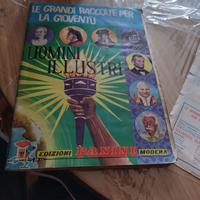 LE GRANDI RACCOLTE PER
LA GIOVENTÙ
UOMINI
ILLUSTRI
EDIZIONI PANINI MODENA